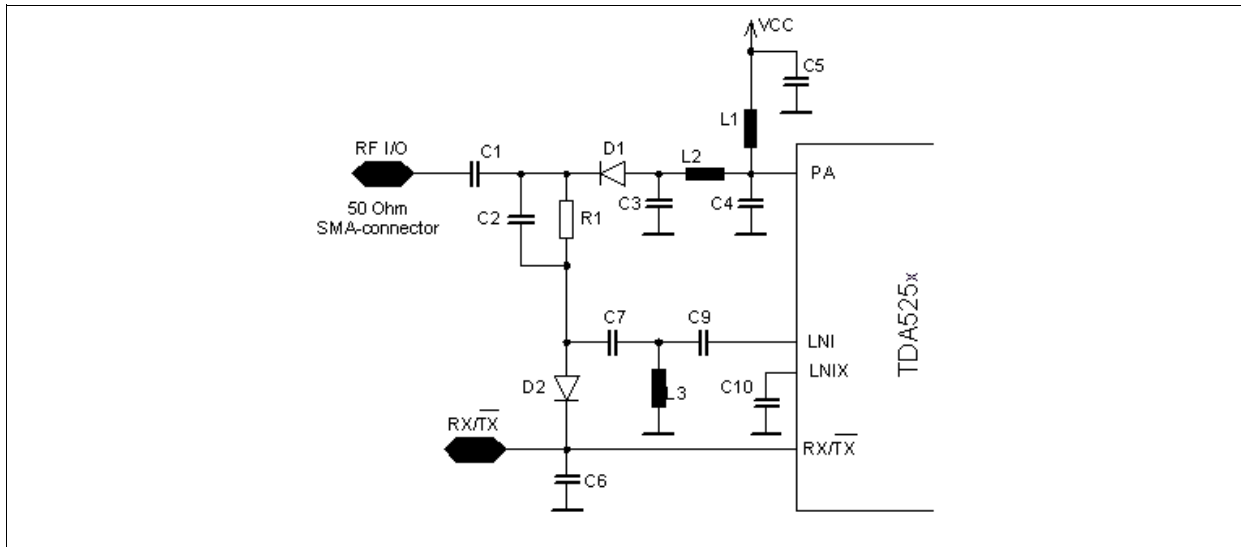 VCC
C5
L1
RF I/O
C1
D1
L2
PA
50 Ohm
SMA-connector
C2
R1
C3
C4
TDA525x
C7
C9
LNI
LNIX
D2
L3
C10
RX/TX
RX/TX
C6